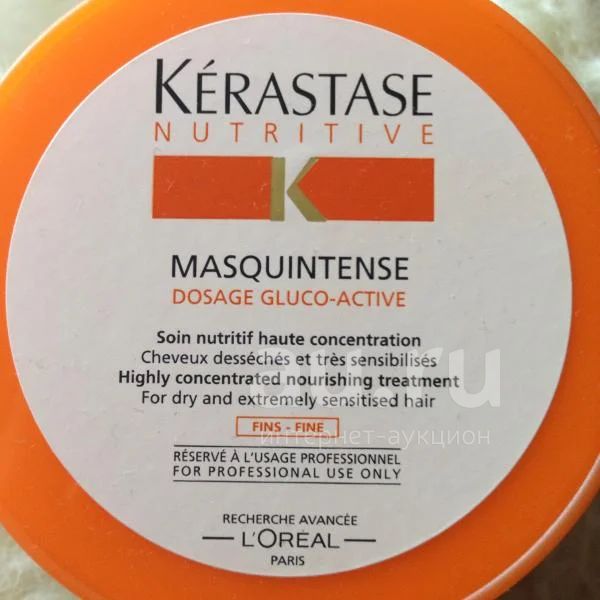 KÉRASTASE
NUTRITIVE
K
MASQUINTENSE
DOSAGE GLUCO-ACTIVE
Soin nutritif haute concentration
Cheveux desséchés et très sensibilisés
Highly concentrated nourishing treatment
For dry and extremely sensitised hair
FINS - FINE
интернет-аукцион
RÉSERVÉ À L'USAGE PROFESSIONNEL
FOR PROFESSIONAL USE ONLY
RECHERCHE AVANCÉE
L'ORÉAL
PARIS